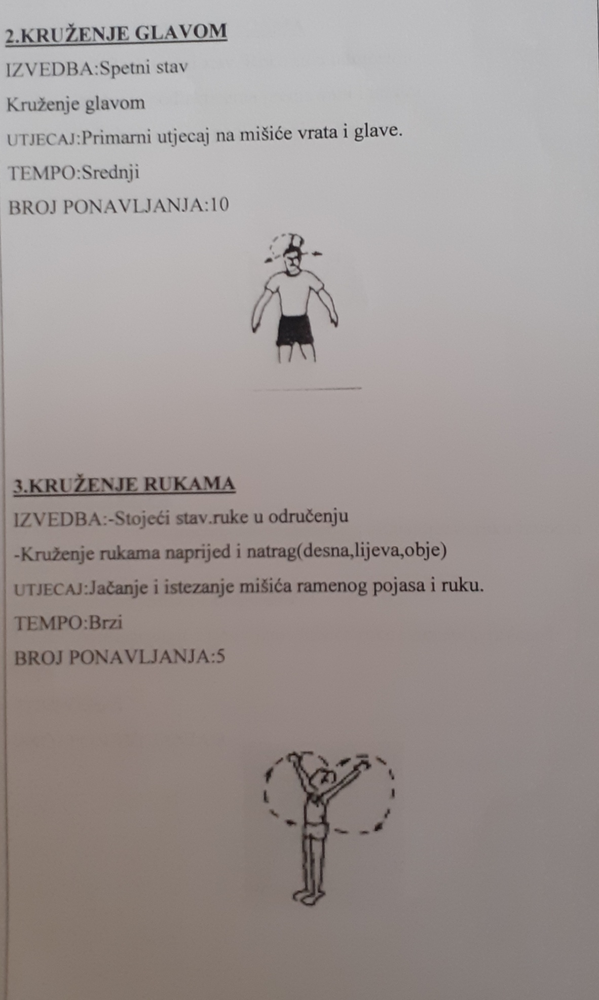 2.KRUŽENJE GLAVOM
IZVEDBA:Spetni stav
Kruženje glavom
UTJECAJ:Primarni utjecaj na mišiće vrata i glave.
TEMPO:Srednji
BROJ PONAVLJANJA:10
3.KRUŽENJE RUKAMA
IZVEDBA:-Stojeći stav.ruke u odručenju
-Kruženje rukama naprijed i natrag(desna,lijeva,obje)
UTJECAJ:Jačanje i istezanje mišića ramenog pojasa i ruku.
TEMPO:Brzi
BROJ PONAVLJANJA:5